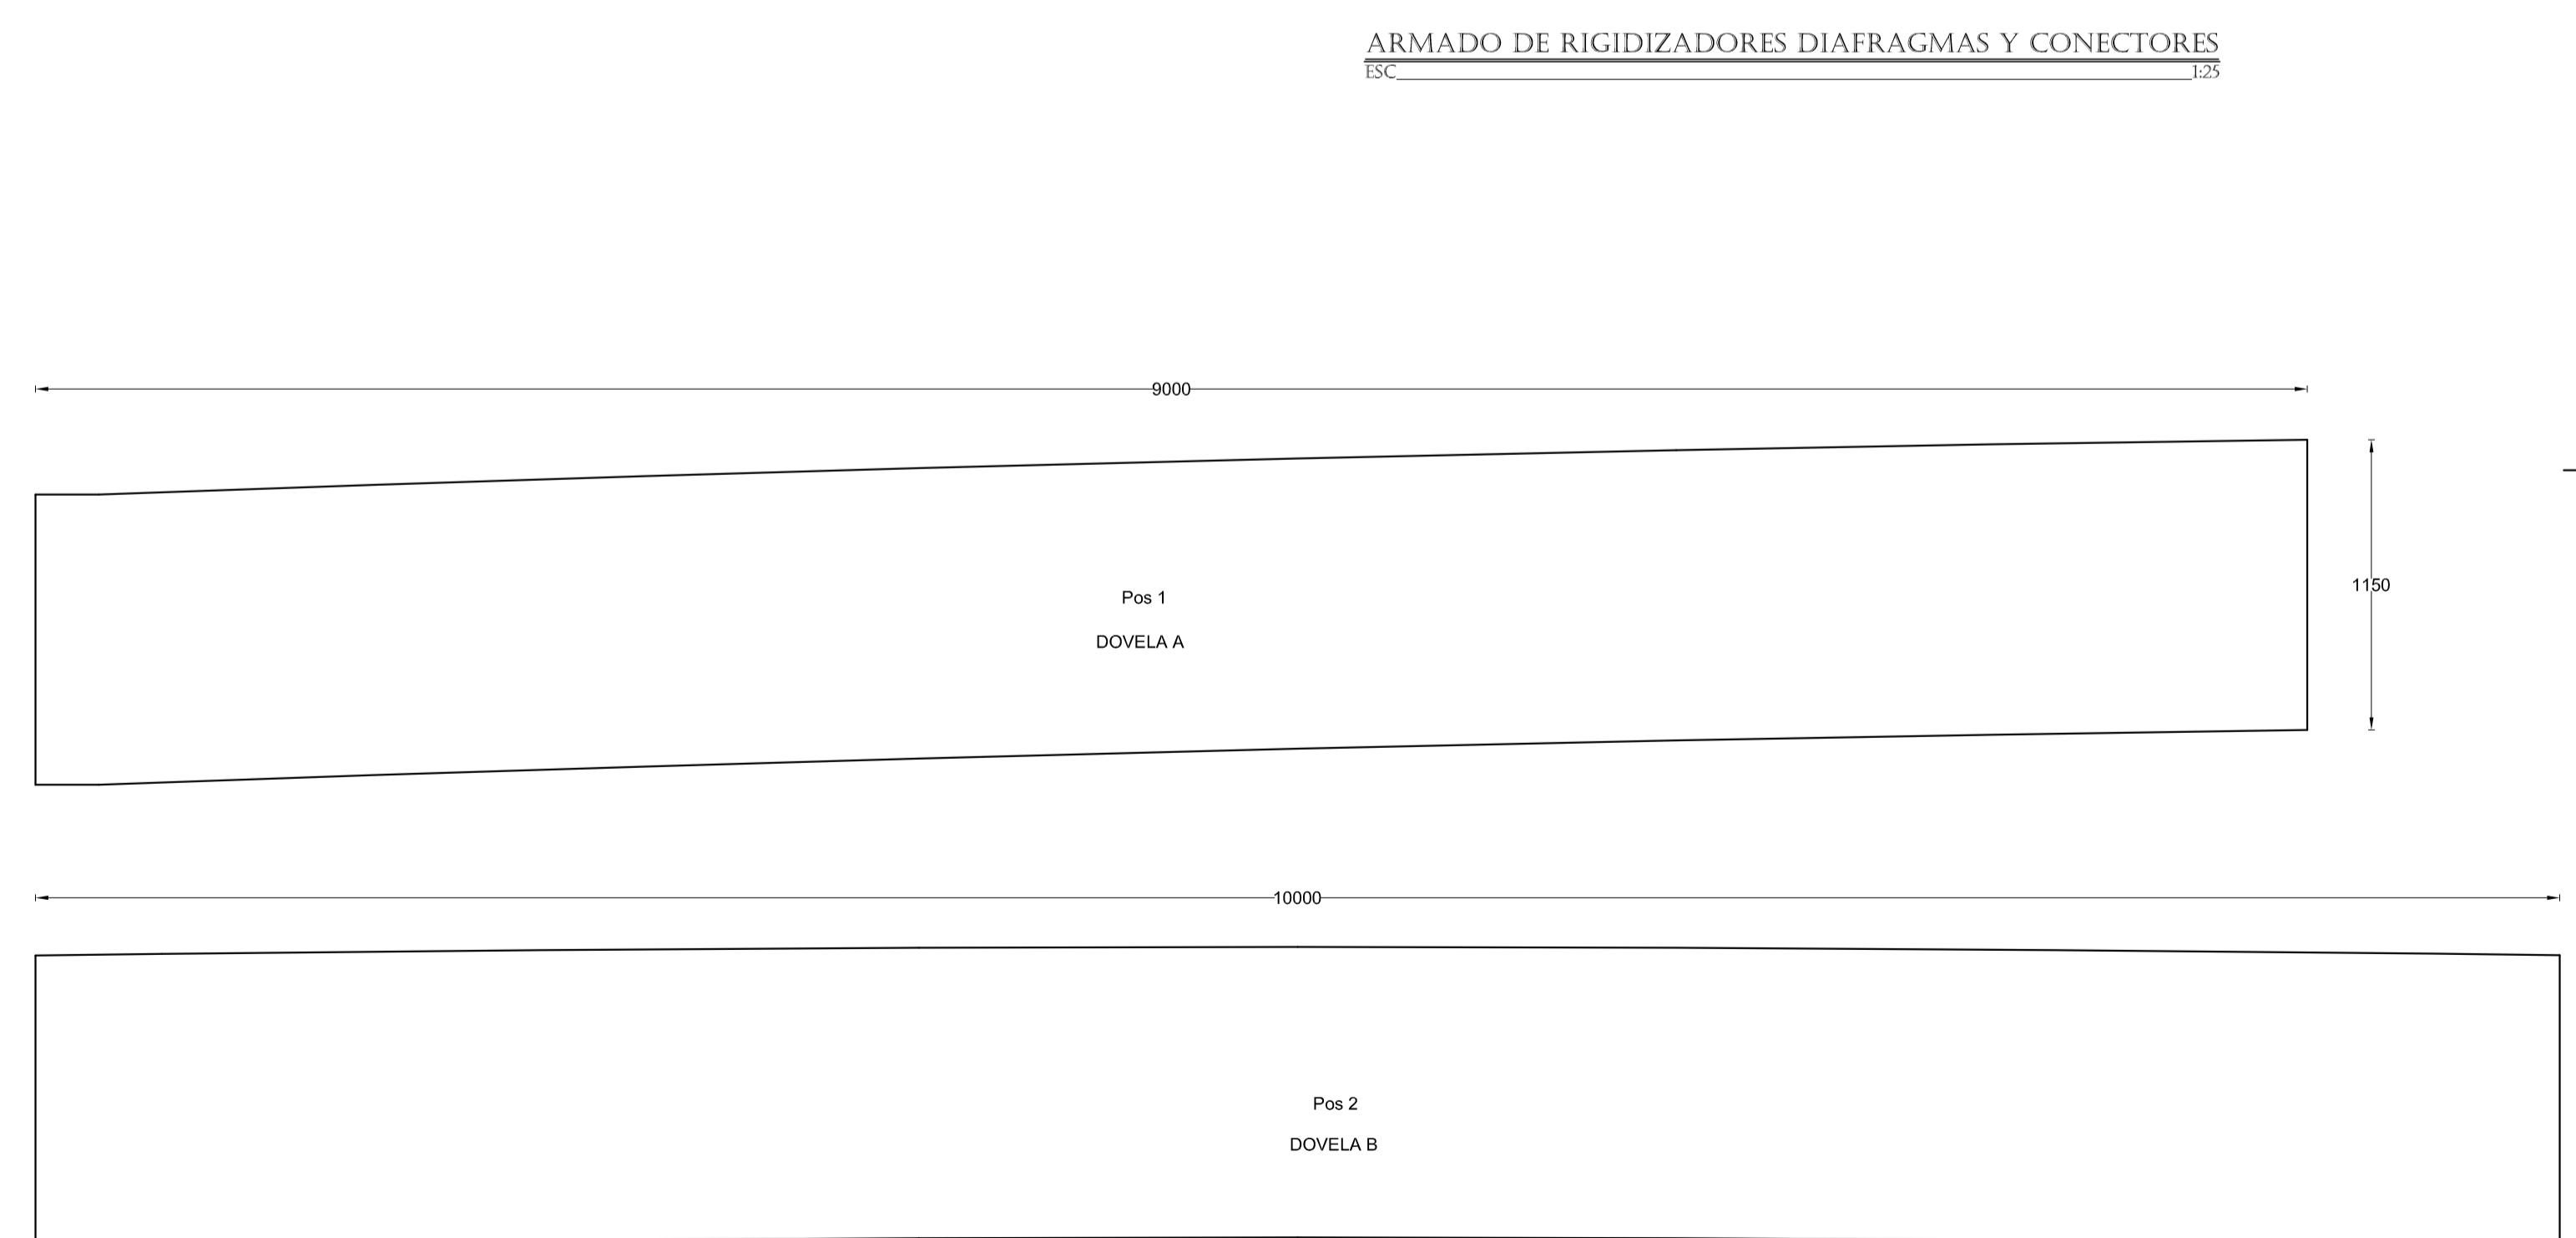 ARMADO DE RIGIDIZADORES DIAFRAGMAS Y CONECTORES
ESC 1:25
9000
1150
Pos 1
DOVELA A
10000
Pos 2
DOVELA B